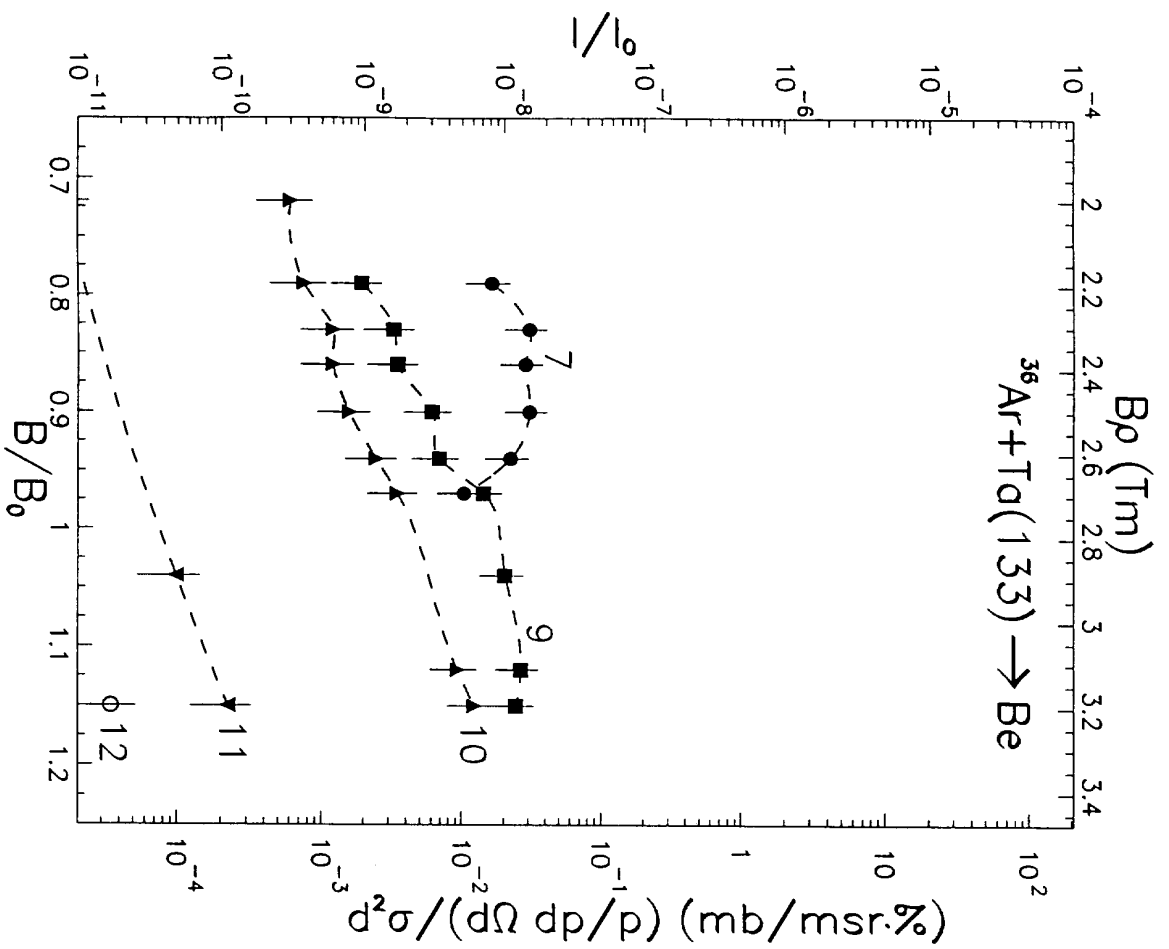 Bρ (Tm)
2 2.2 2.4 2.6 2.8 3 3.2 3.4
³⁶Ar+Ta(133) → Be
I/I₀
10⁻⁴
10⁻⁵
10⁻⁶
10⁻⁷
10⁻⁸
10⁻⁹
10⁻¹⁰
10⁻¹¹
7
9
10
11
12
10²
10
1
10⁻¹
10⁻²
10⁻³
10⁻⁴
d²σ/(dΩ dp/p) (mb/msr·%)
0.7 0.8 0.9 1 1.1 1.2
B/B₀